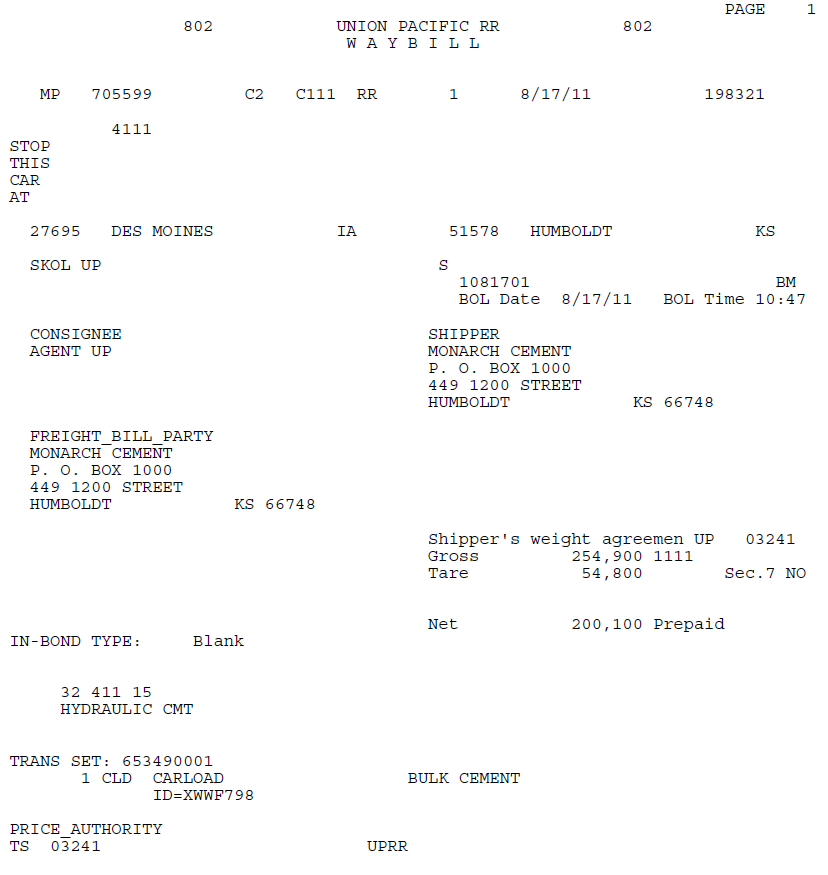 PAGE 1
802 UNION PACIFIC RR 802
W A Y B I L L
MP 705599 C2 C111 RR 1 8/17/11 198321
4111
STOP
THIS
CAR
AT
27695 DES MOINES IA 51578 HUMBOLDT KS
SKOL UP S
1081701 BM
BOL Date 8/17/11 BOL Time 10:47
CONSIGNEE SHIPPER
AGENT UP MONARCH CEMENT
P. O. BOX 1000
449 1200 STREET
HUMBOLDT KS 66748
FREIGHT_BILL_PARTY
MONARCH CEMENT
P. O. BOX 1000
449 1200 STREET
HUMBOLDT KS 66748
Shipper's weight agreemen UP 03241
Gross 254,900 1111
Tare 54,800 Sec.7 NO
Net 200,100 Prepaid
IN-BOND TYPE: Blank
32 411 15
HYDRAULIC CMT
TRANS SET: 653490001
1 CLD CARLOAD BULK CEMENT
ID=XWWF798
PRICE_AUTHORITY
TS 03241 UPRR